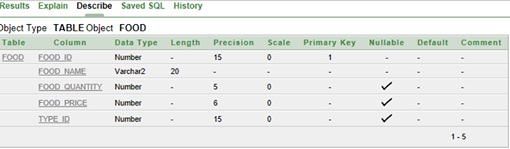 Results Explain Describe Saved SQL History
Object Type TABLE Object FOOD
Table Column Data Type Length Precision Scale Primary Key Nullable Default Comment
FOOD FOOD_ID Number - 15 0 1 - - -
FOOD_NAME Varchar2 20 - - - - - -
FOOD_QUANTITY Number - 5 0 - ✓ - -
FOOD_PRICE Number - 6 0 - ✓ - -
TYPE_ID Number - 15 0 - ✓ - -
1 - 5